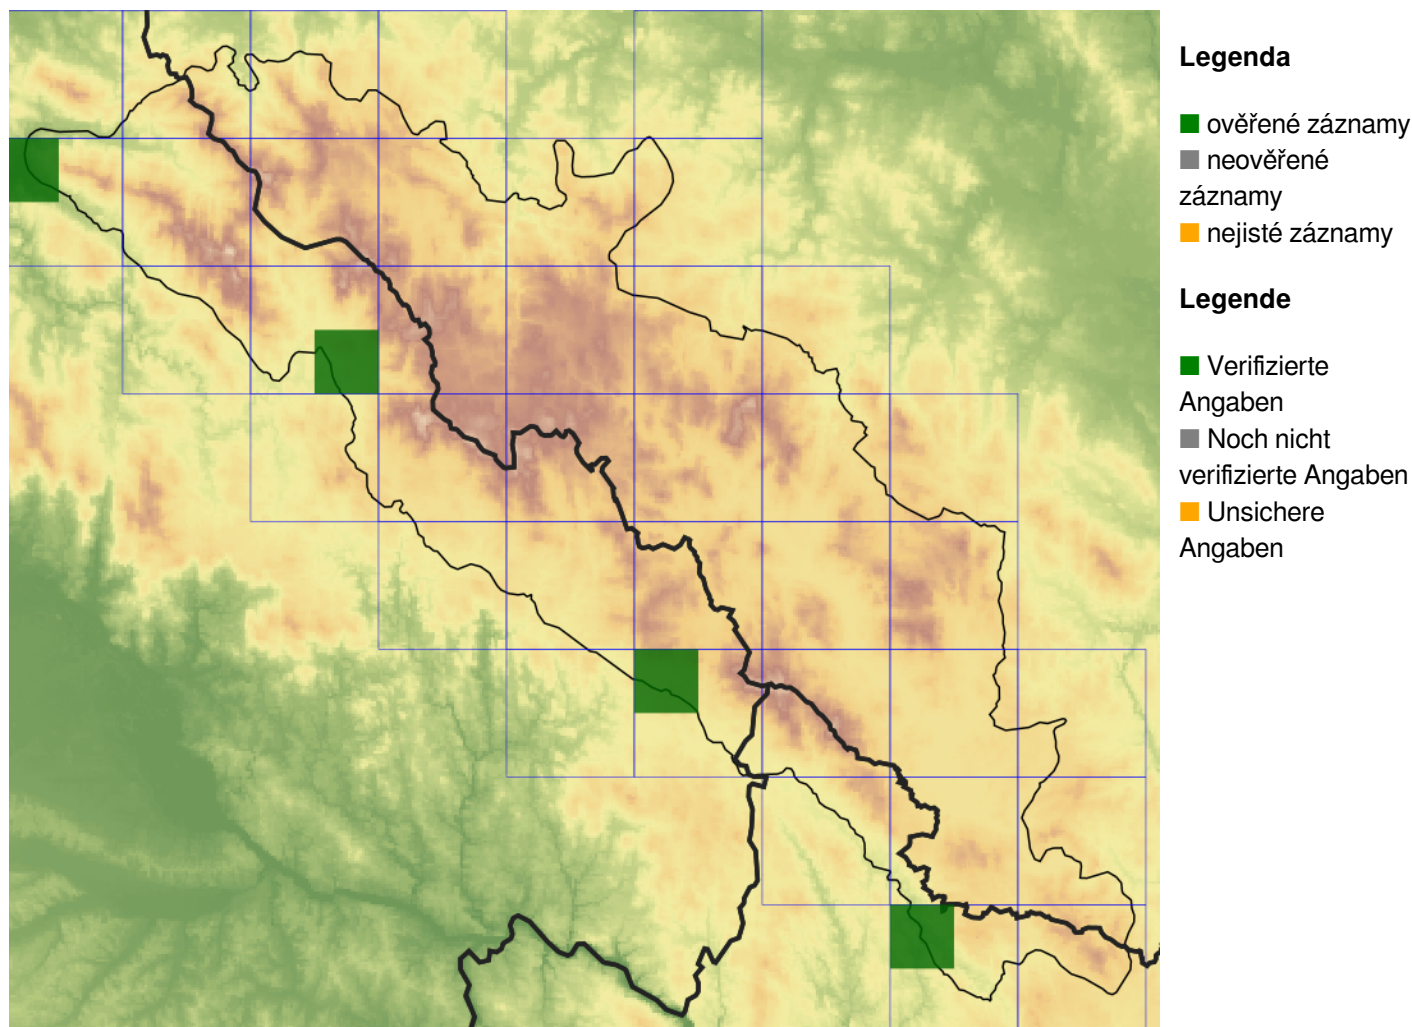 Legenda
ověřené záznamy
neověřené
záznamy
nejisté záznamy
Legende
Verifizierte
Angaben
Noch nicht
verifizierte Angaben
Unsichere
Angaben